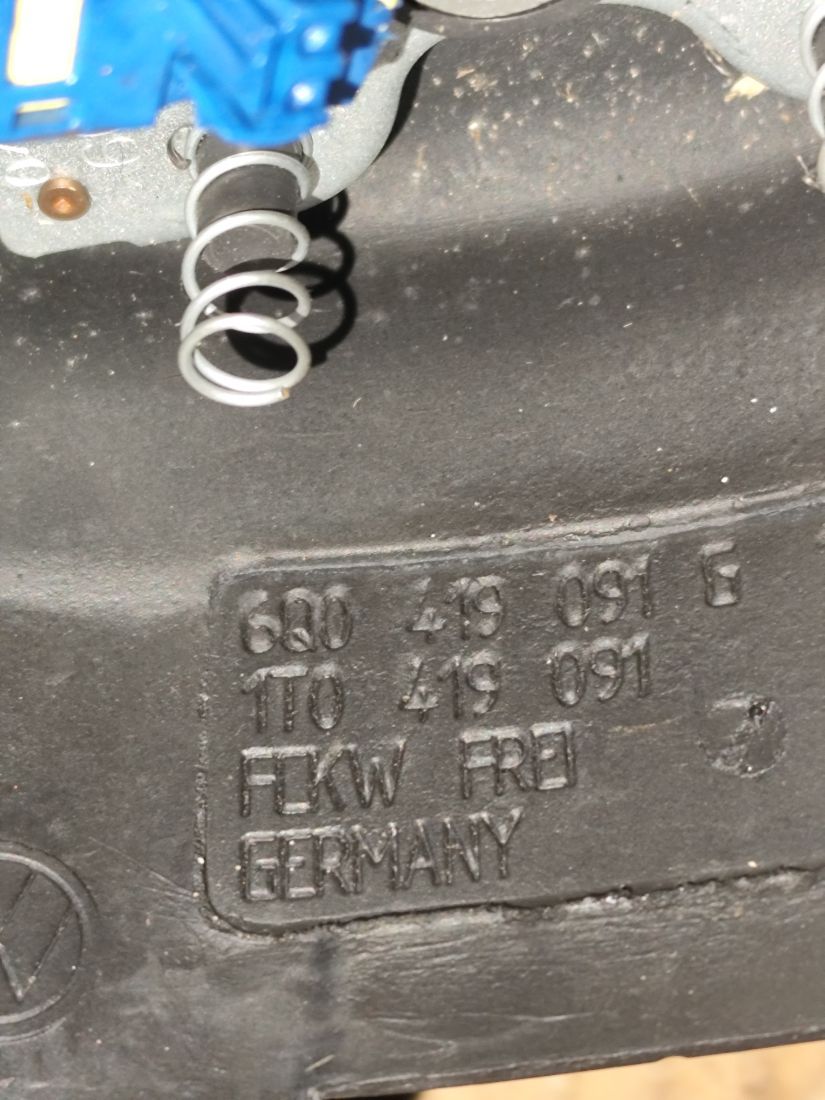 6Q0 419 091 G
1T0 419 091
FCKW FREI
GERMANY